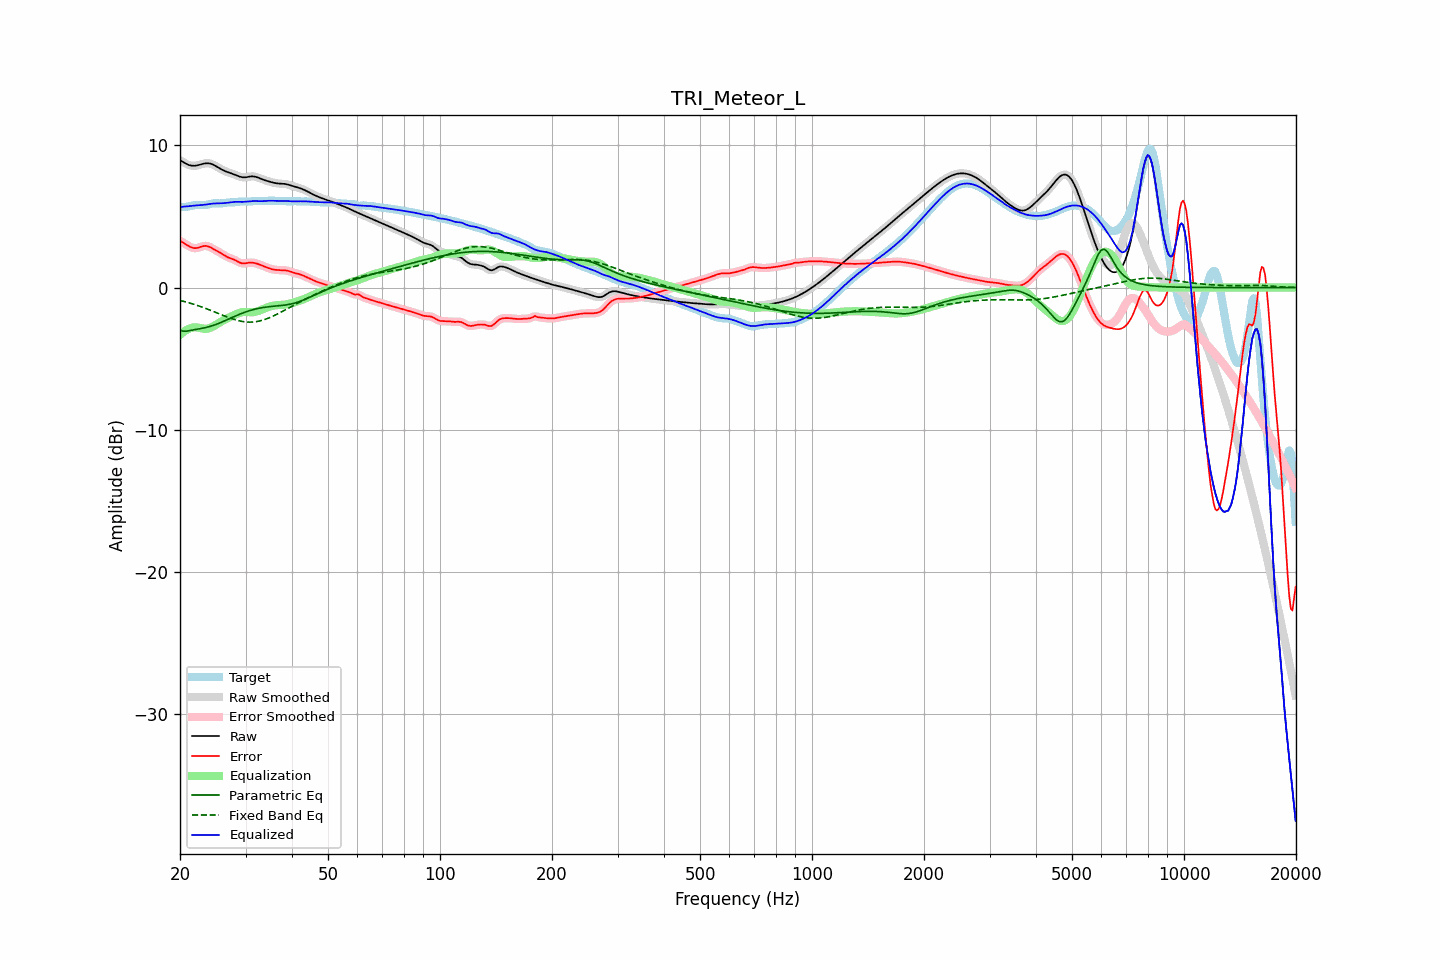 TRI_Meteor_L
Amplitude (dBr)
10
0
−10
−20
−30
Target
Raw Smoothed
Error Smoothed
Raw
Error
Equalization
Parametric Eq
Fixed Band Eq
Equalized
20 50 100 200 500 1000 2000 5000 10000 20000
Frequency (Hz)